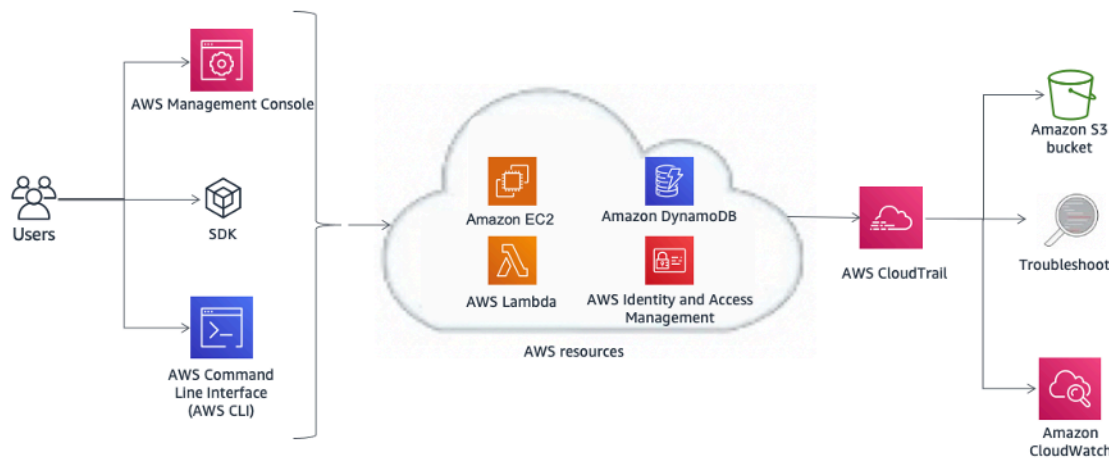 Users
AWS Management Console
SDK
AWS Command
Line Interface
(AWS CLI)
Amazon EC2
Amazon DynamoDB
AWS Lambda
AWS Identity and Access
Management
AWS resources
AWS CloudTrail
Amazon S3
bucket
Troubleshoot
Amazon
CloudWatch